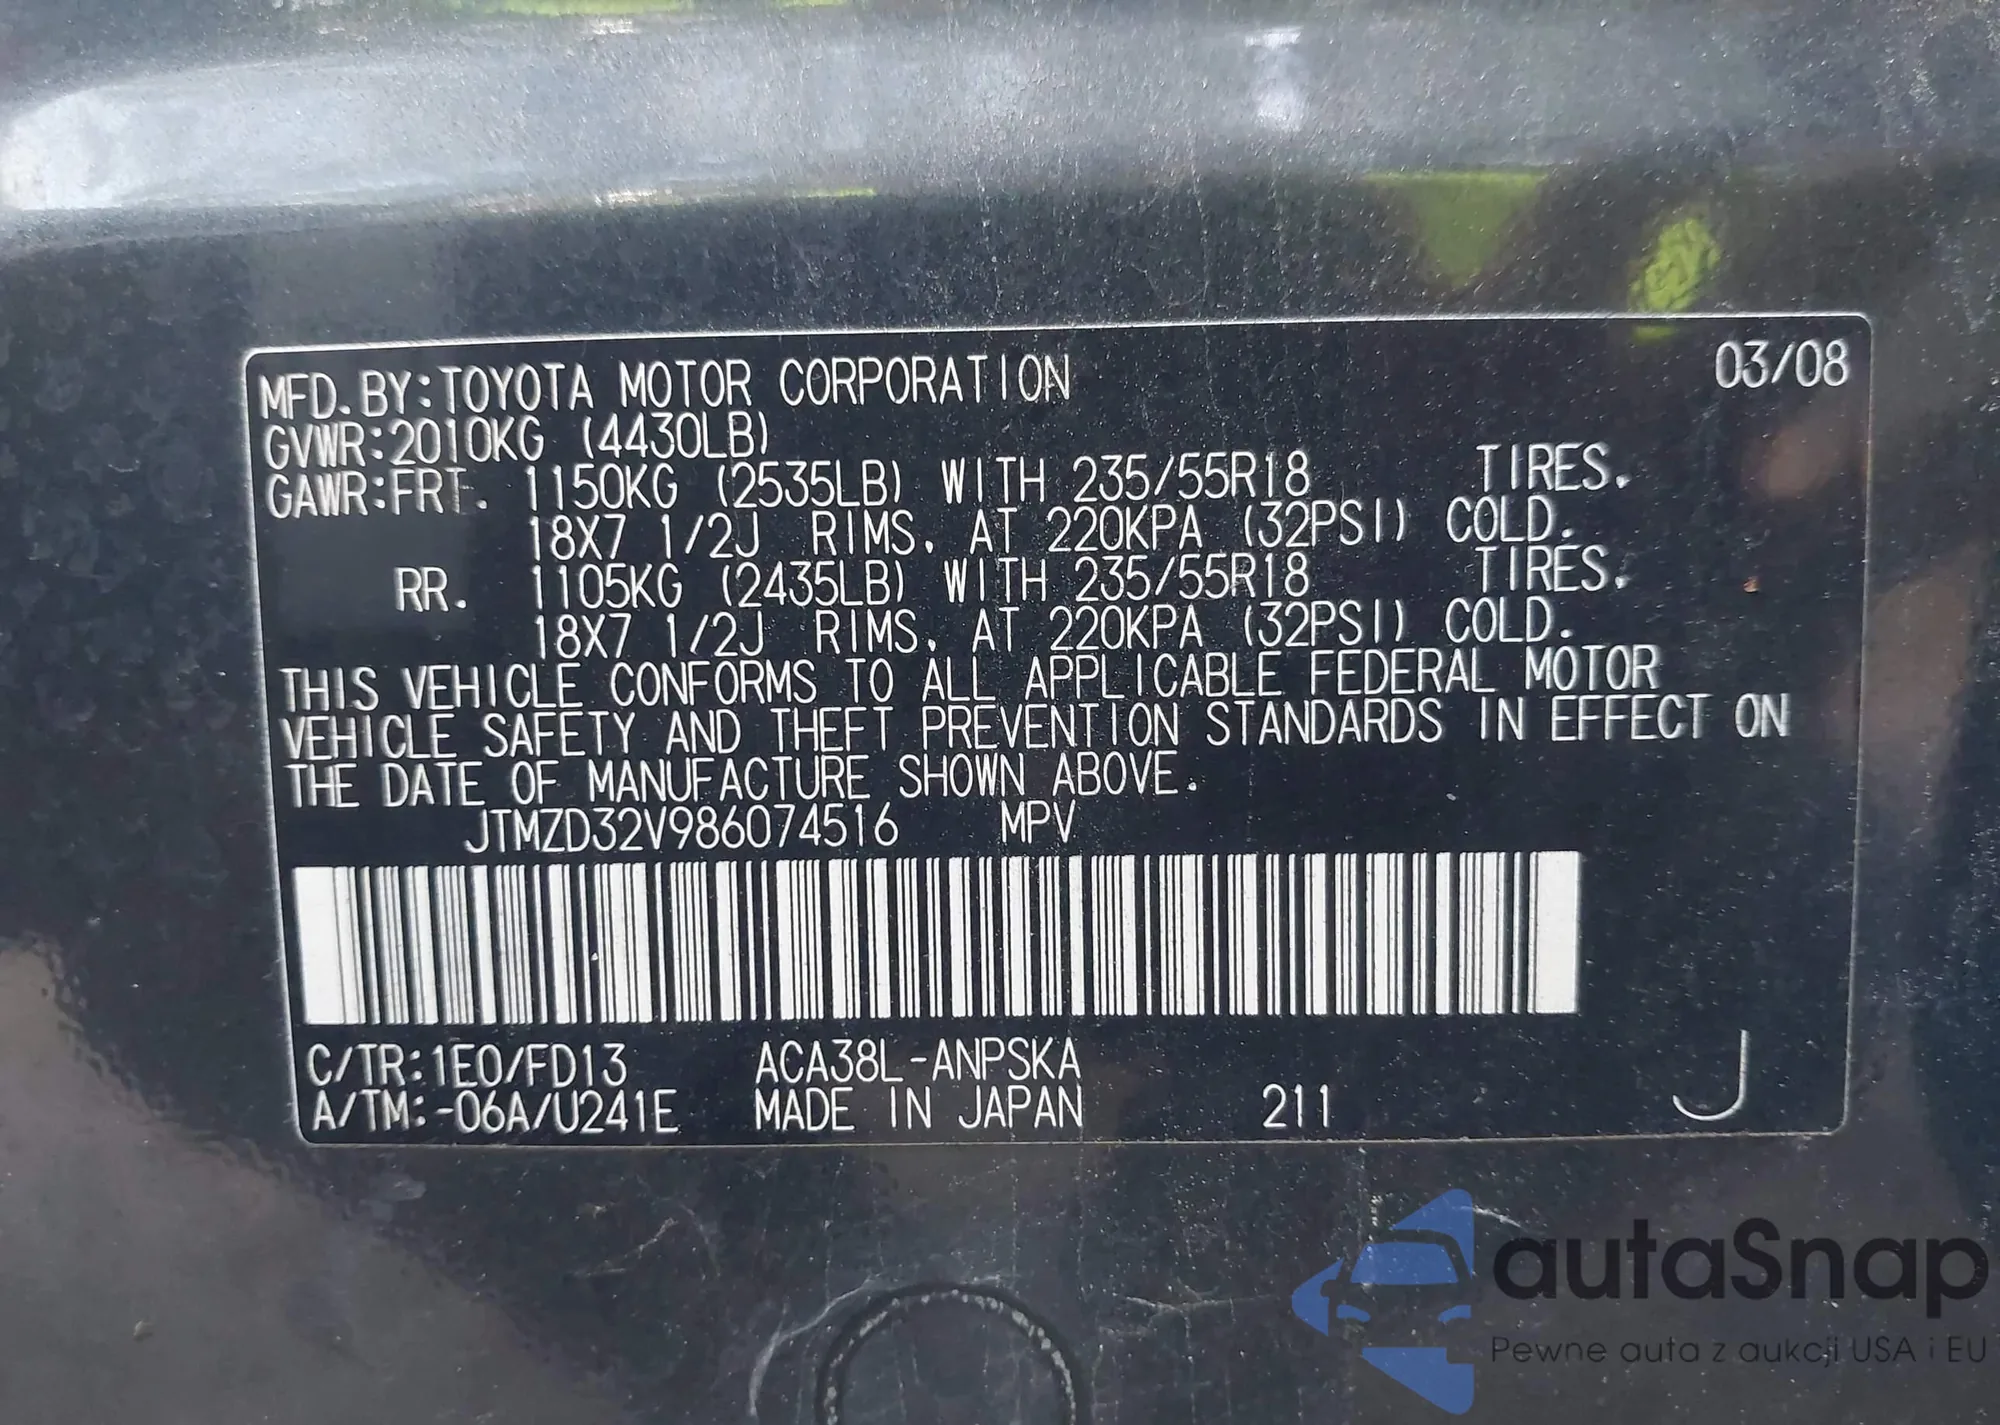 MFD.BY:TOYOTA MOTOR CORPORATION 03/08
GVWR:2010KG (4430LB)
GAWR:FRT. 1150KG (2535LB) WITH 235/55R18 TIRES.
18X7 1/2J RIMS, AT 220KPA (32PSI) COLD.
RR. 1105KG (2435LB) WITH 235/55R18 TIRES.
18X7 1/2J RIMS, AT 220KPA (32PSI) COLD.
THIS VEHICLE CONFORMS TO ALL APPLICABLE FEDERAL MOTOR
VEHICLE SAFETY AND THEFT PREVENTION STANDARDS IN EFFECT ON
THE DATE OF MANUFACTURE SHOWN ABOVE.
JTMZD32V986074516 MPV
C/TR:1E0/FD13 ACA38L-ANPSKA
A/TM:-06A/U241E MADE IN JAPAN 211 J
autaSnap
Pewne auta z aukcji USA i EU